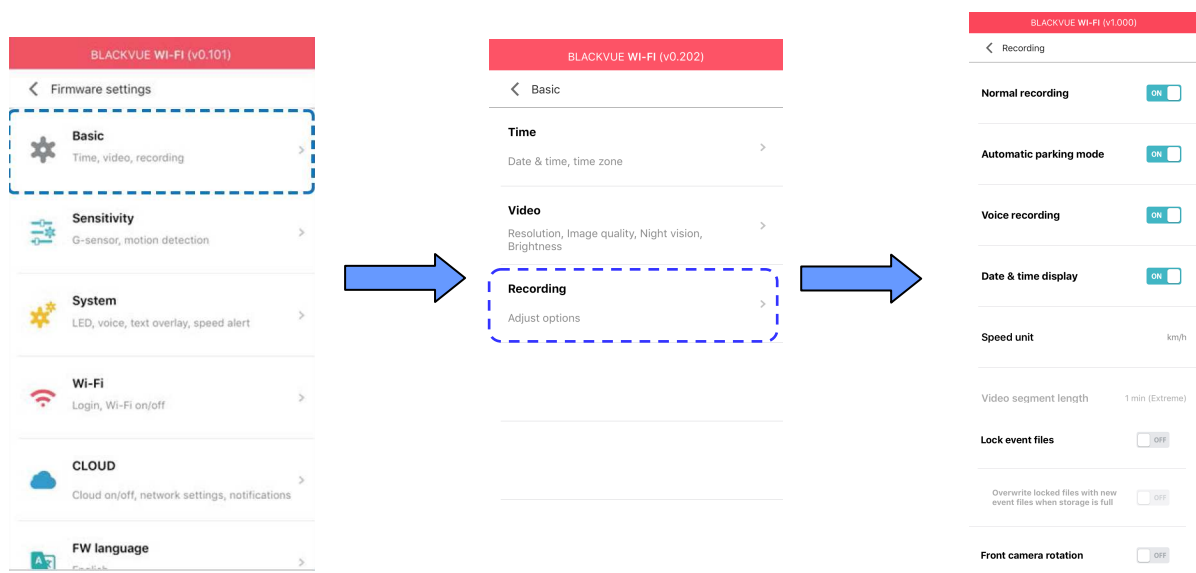 BLACKVUE WI-FI (v0.101)
Firmware settings
Basic
Time, video, recording
Sensitivity
G-sensor, motion detection
System
LED, voice, text overlay, speed alert
Wi-Fi
Login, Wi-Fi on/off
CLOUD
Cloud on/off, network settings, notifications
FW language
English
BLACKVUE WI-FI (v0.202)
Basic
Time
Date & time, time zone
Video
Resolution, Image quality, Night vision,
Brightness
Recording
Adjust options
BLACKVUE WI-FI (v1.000)
Recording
Normal recording ON
Automatic parking mode ON
Voice recording ON
Date & time display ON
Speed unit km/h
Video segment length 1 min (Extreme)
Lock event files OFF
Overwrite locked files with new
event files when storage is full OFF
Front camera rotation OFF